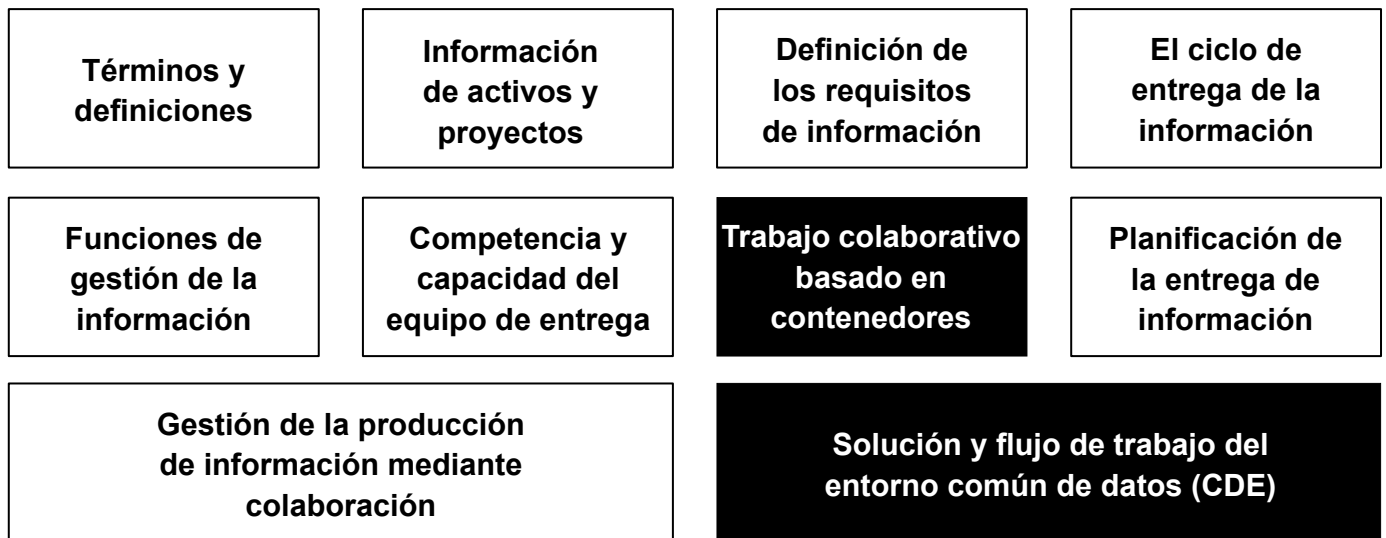 Términos y
definiciones
Información
de activos y
proyectos
Definición de
los requisitos
de información
El ciclo de
entrega de la
información
Funciones de
gestión de la
información
Competencia y
capacidad del
equipo de entrega
Trabajo colaborativo
basado en
contenedores
Planificación de
la entrega de
información
Gestión de la producción
de información mediante
colaboración
Solución y flujo de trabajo del
entorno común de datos (CDE)